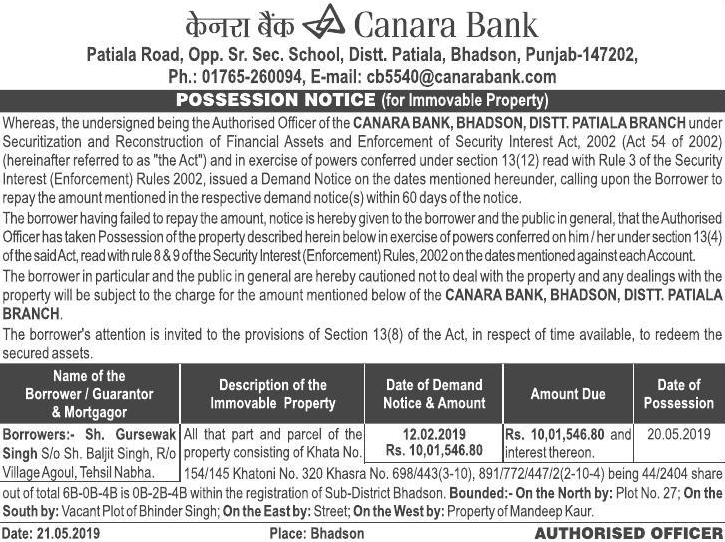 केनरा बैंक Canara Bank
Patiala Road, Opp. Sr. Sec. School, Distt. Patiala, Bhadson, Punjab-147202,
Ph.: 01765-260094, E-mail: cb5540@canarabank.com
POSSESSION NOTICE (for Immovable Property)
Whereas, the undersigned being the Authorised Officer of the CANARA BANK, BHADSON, DISTT. PATIALA BRANCH under
Securitization and Reconstruction of Financial Assets and Enforcement of Security Interest Act, 2002 (Act 54 of 2002)
(hereinafter referred to as "the Act") and in exercise of powers conferred under section 13(12) read with Rule 3 of the Security
Interest (Enforcement) Rules 2002, issued a Demand Notice on the dates mentioned hereunder, calling upon the Borrower to
repay the amount mentioned in the respective demand notice(s) within 60 days of the notice.
The borrower having failed to repay the amount, notice is hereby given to the borrower and the public in general, that the Authorised
Officer has taken Possession of the property described herein below in exercise of powers conferred on him / her under section 13(4)
of the said Act, read with rule 8 & 9 of the Security Interest (Enforcement) Rules, 2002 on the dates mentioned against each Account.
The borrower in particular and the public in general are hereby cautioned not to deal with the property and any dealings with the
property will be subject to the charge for the amount mentioned below of the CANARA BANK, BHADSON, DISTT. PATIALA
BRANCH.
The borrower's attention is invited to the provisions of Section 13(8) of the Act, in respect of time available, to redeem the
secured assets.
Name of the
Borrower / Guarantor
& Mortgagor
Description of the
Immovable Property
Date of Demand
Notice & Amount
Amount Due
Date of
Possession
Borrowers:- Sh. Gursewak
Singh S/o Sh. Baljit Singh, R/o
Village Agoul, Tehsil Nabha.
All that part and parcel of the
property consisting of Khata No.
12.02.2019
Rs. 10,01,546.80
Rs. 10,01,546.80 and
interest thereon.
20.05.2019
154/145 Khatoni No. 320 Khasra No. 698/443(3-10), 891/772/447/2(2-10-4) being 44/2404 share
out of total 6B-0B-4B is 0B-2B-4B within the registration of Sub-District Bhadson. Bounded:- On the North by: Plot No. 27; On the
South by: Vacant Plot of Bhinder Singh; On the East by: Street; On the West by: Property of Mandeep Kaur.
Date: 21.05.2019 Place: Bhadson AUTHORISED OFFICER